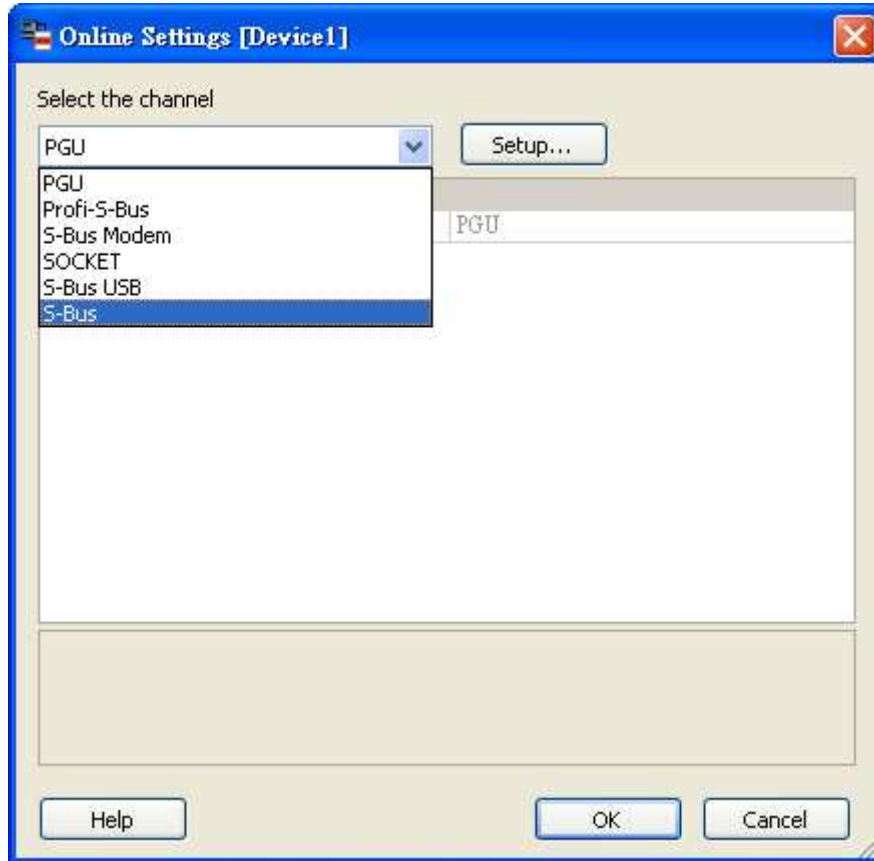 Online Settings [Device1]
Select the channel
PGU
Setup...
PGU
Profi-S-Bus
PGU
S-Bus Modem
SOCKET
S-Bus USB
S-Bus
Help
OK
Cancel